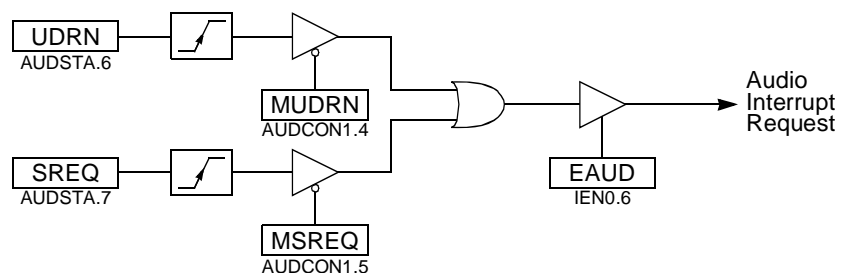 UDRN
AUDSTA.6
MUDRN
AUDCON1.4
Audio
Interrupt
Request
SREQ
AUDSTA.7
EAUD
IEN0.6
MSREQ
AUDCON1.5